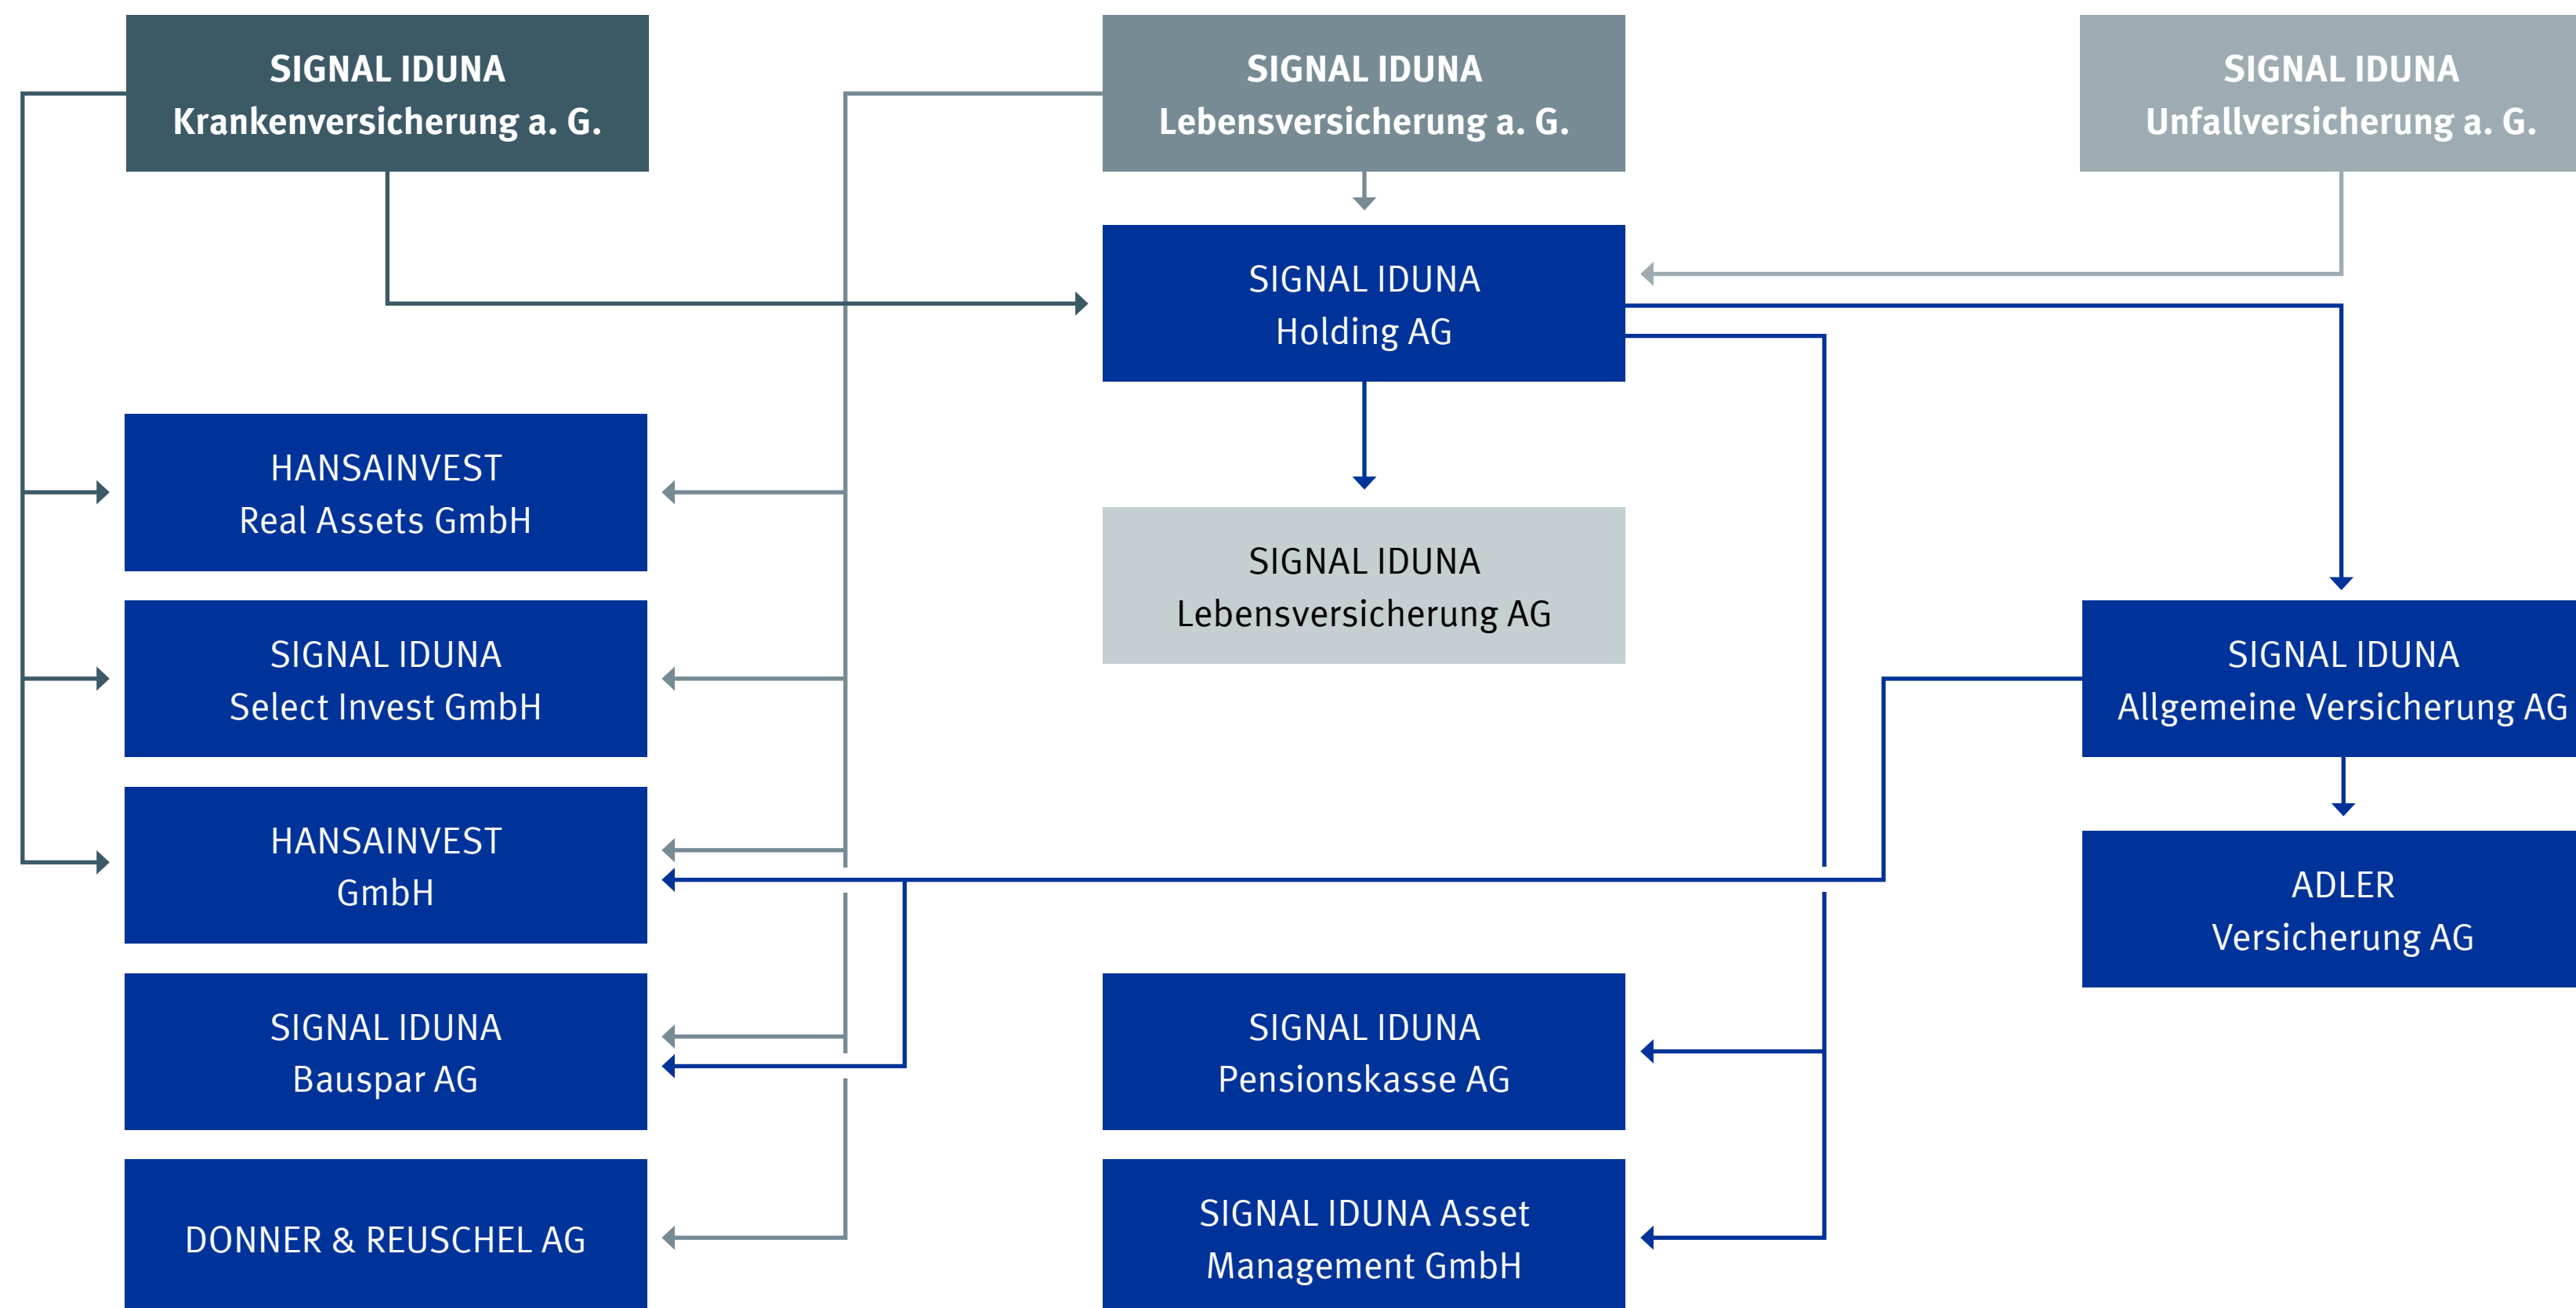 SIGNAL IDUNA
Krankenversicherung a. G.
SIGNAL IDUNA
Lebensversicherung a. G.
SIGNAL IDUNA
Unfallversicherung a. G.
SIGNAL IDUNA
Holding AG
HANSAINVEST
Real Assets GmbH
SIGNAL IDUNA
Lebensversicherung AG
SIGNAL IDUNA
Select Invest GmbH
SIGNAL IDUNA
Allgemeine Versicherung AG
HANSAINVEST
GmbH
ADLER
Versicherung AG
SIGNAL IDUNA
Bauspar AG
SIGNAL IDUNA
Pensionskasse AG
DONNER & REUSCHEL AG
SIGNAL IDUNA Asset
Management GmbH